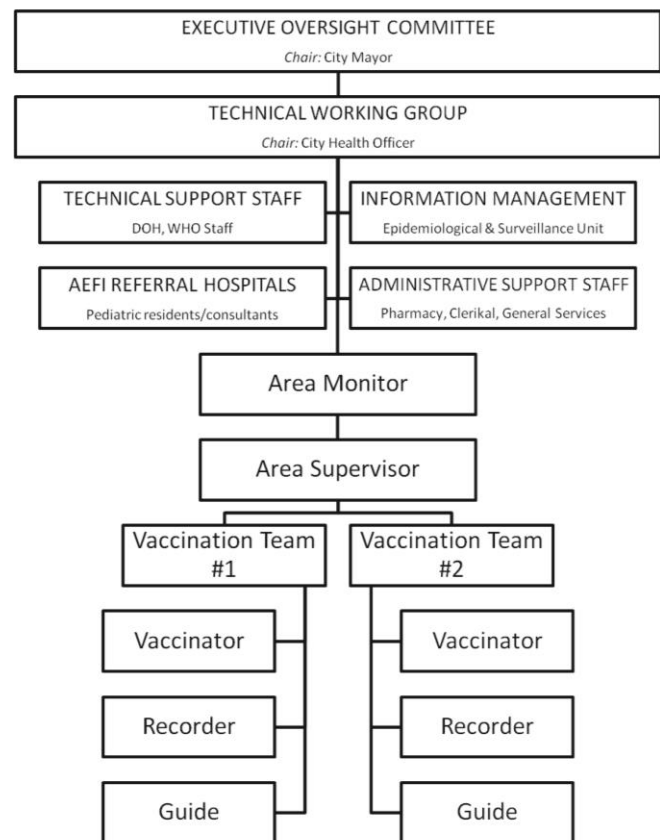 EXECUTIVE OVERSIGHT COMMITTEE
Chair: City Mayor
TECHNICAL WORKING GROUP
Chair: City Health Officer
TECHNICAL SUPPORT STAFF
DOH, WHO Staff
INFORMATION MANAGEMENT
Epidemiological & Surveillance Unit
AEFI REFERRAL HOSPITALS
Pediatric residents/consultants
ADMINISTRATIVE SUPPORT STAFF
Pharmacy, Clerikal, General Services
Area Monitor
Area Supervisor
Vaccination Team
#1
Vaccination Team
#2
Vaccinator
Vaccinator
Recorder
Recorder
Guide
Guide